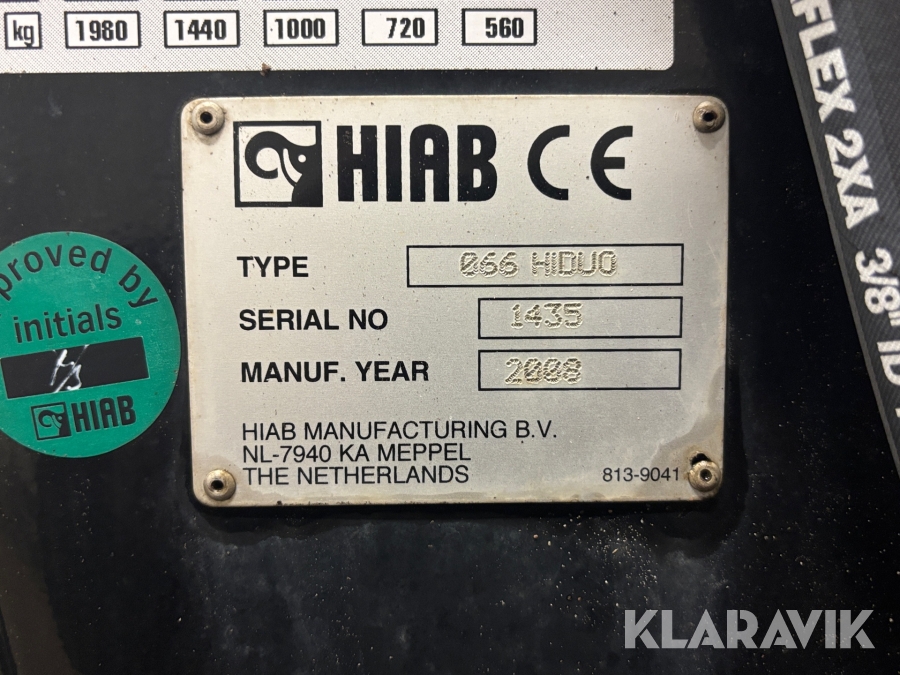 kg 1980 1440 1000 720 560
HIAB CE
TYPE 066 HIDUO
SERIAL NO 1435
MANUF. YEAR 2008
HIAB MANUFACTURING B.V.
NL-7940 KA MEPPEL
THE NETHERLANDS 813-9041
proved by
initials
HIAB
FLEX 2XA 3/8" ID
KLARAVIK